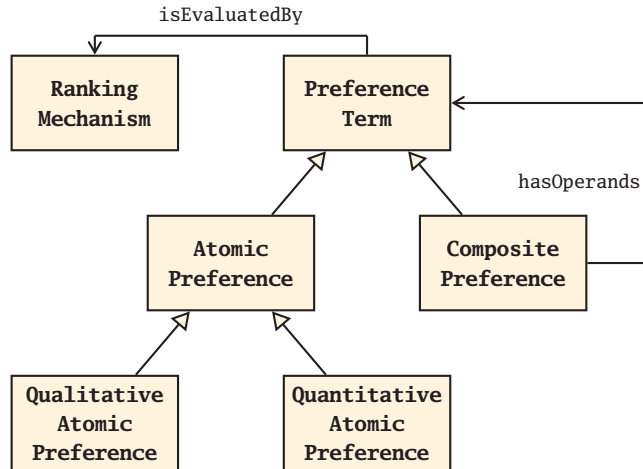 isEvaluatedBy
Ranking
Mechanism
Preference
Term
hasOperands
Atomic
Preference
Composite
Preference
Qualitative
Atomic
Preference
Quantitative
Atomic
Preference